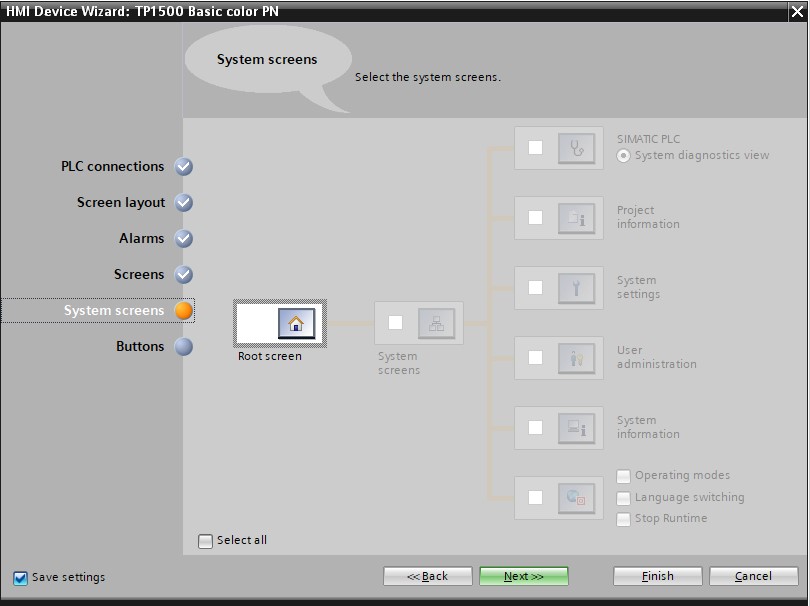 HMI Device Wizard: TP1500 Basic color PN
System screens
Select the system screens.
PLC connections
Screen layout
Alarms
Screens
System screens
Buttons
Root screen
System
screens
SIMATIC PLC
System diagnostics view
Project
information
System
settings
User
administration
System
information
Operating modes
Language switching
Stop Runtime
Select all
Save settings
<< Back
Next >>
Finish
Cancel